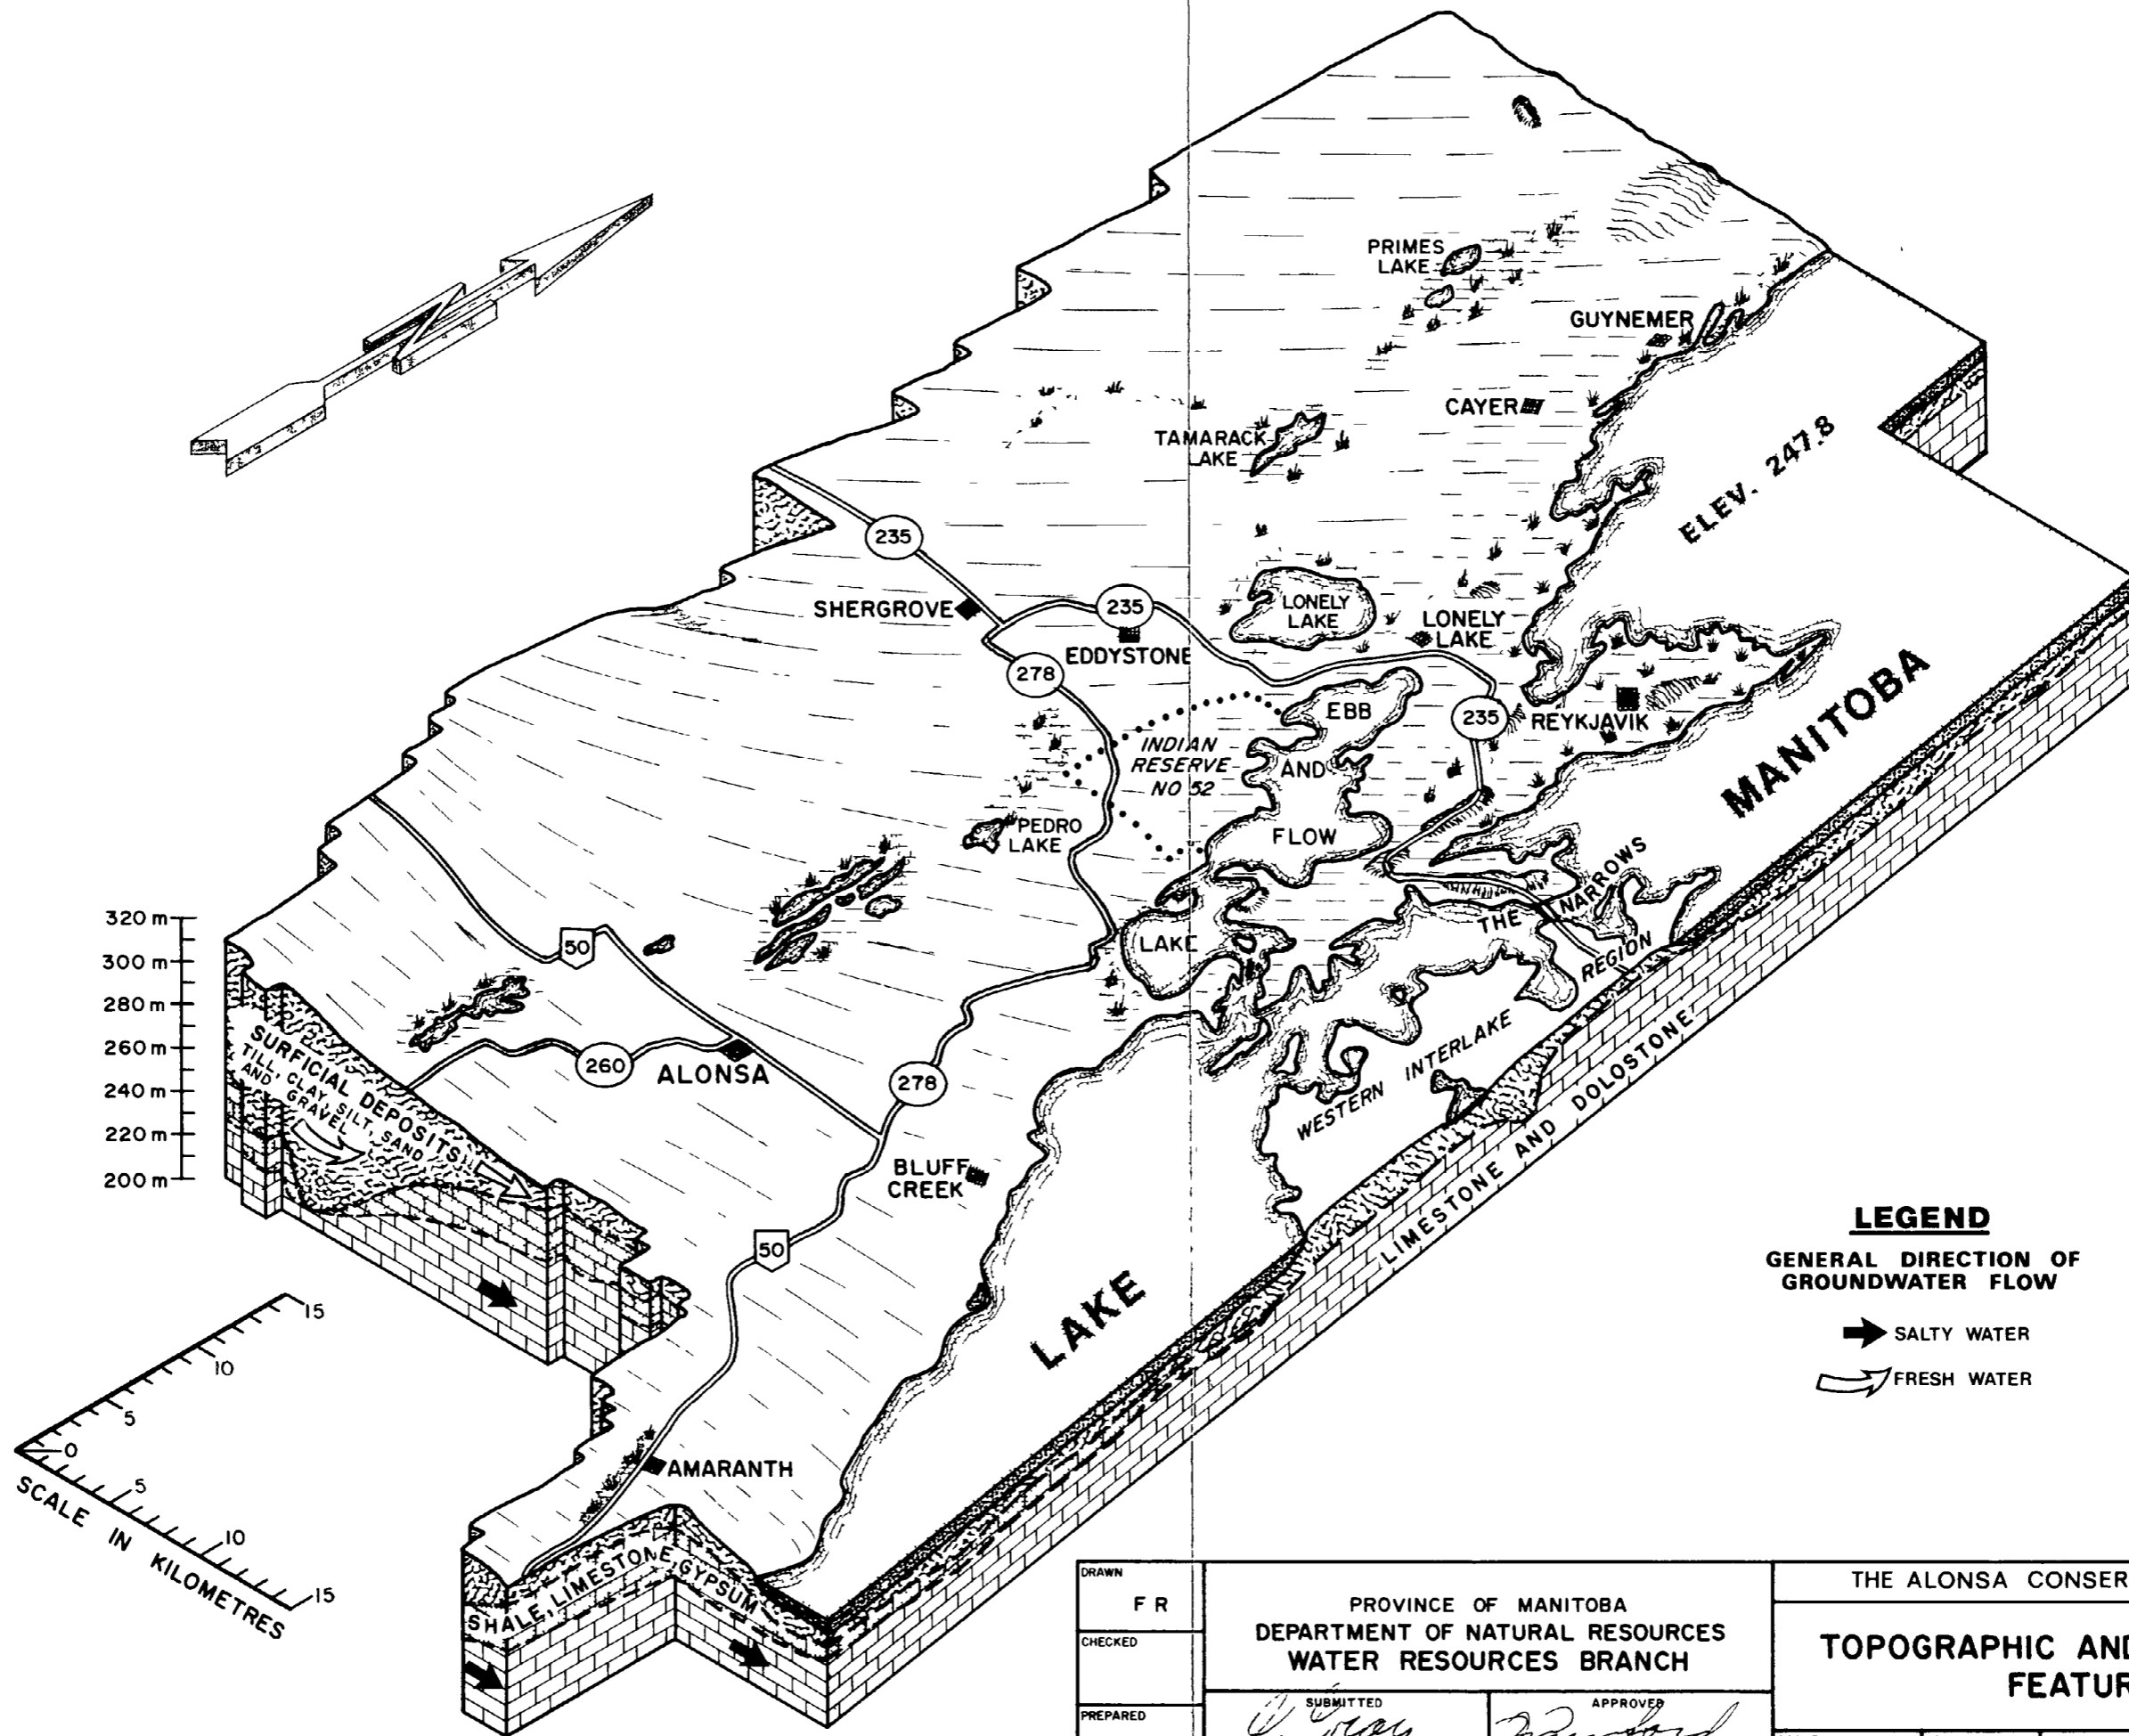 PRIMES
LAKE
GUYNEMER
CAYER
TAMARACK
LAKE
ELEV. 247.8
235
SHERGROVE
235
EDDYSTONE
LONELY
LAKE
LONELY
LAKE
278
EBB
AND
FLOW
LAKE
235
REYKJAVIK
MANITOBA
INDIAN
RESERVE
NO 52
PEDRO
LAKE
THE NARROWS
WESTERN INTERLAKE REGION
50
260
ALONSA
278
BLUFF
CREEK
50
LAKE
AMARANTH
320 m
300 m
280 m
260 m
240 m
220 m
200 m
SURFICIAL DEPOSITS
TILL, CLAY, SILT, SAND
AND GRAVEL
LIMESTONE AND DOLOSTONE
SHALE, LIMESTONE, GYPSUM
15
10
5
0
5
10
15
SCALE IN KILOMETRES
LEGEND
GENERAL DIRECTION OF
GROUNDWATER FLOW
SALTY WATER
FRESH WATER
DRAWN
F R
CHECKED
PREPARED
PROVINCE OF MANITOBA
DEPARTMENT OF NATURAL RESOURCES
WATER RESOURCES BRANCH
SUBMITTED
APPROVED
THE ALONSA CONSER
TOPOGRAPHIC AND
FEATUR